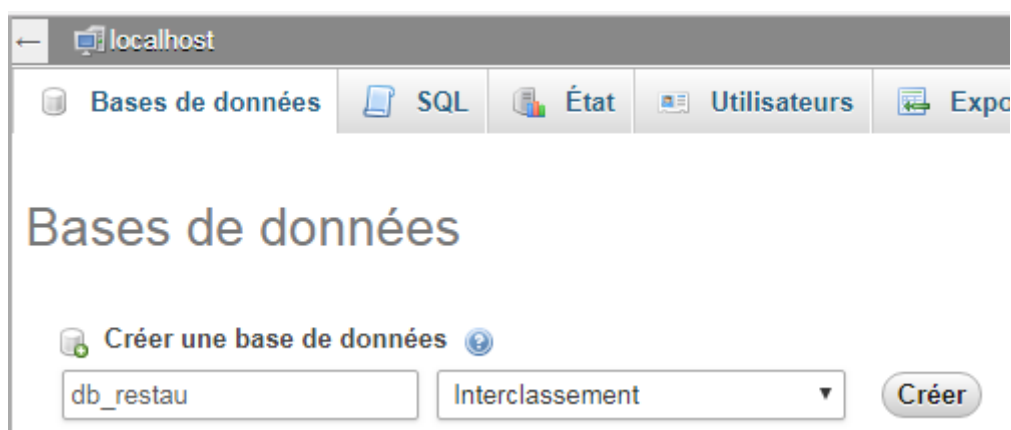 ← localhost
Bases de données SQL État Utilisateurs Expo
Bases de données
Créer une base de données
db_restau Interclassement Créer